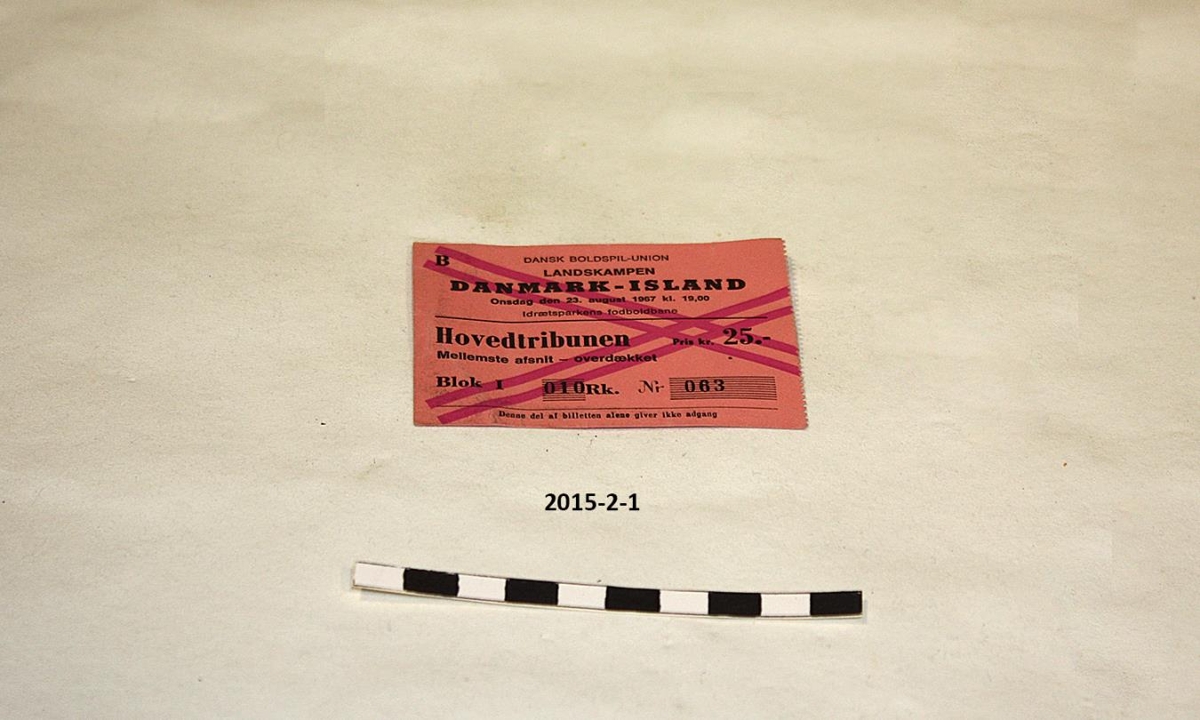 B
DANSK BOLDSPIL-UNION
LANDSKAMPEN
DANMARK-ISLAND
Onsdag den 23. august 1967 kl. 19,00
Idrætsparkens fodboldbane
Hovedtribunen Pris kr. 25.-
Mellemste afsnit – overdækket
Blok I 010 Rk. Nr 063
Denne del af billetten alene giver ikke adgang
2015-2-1